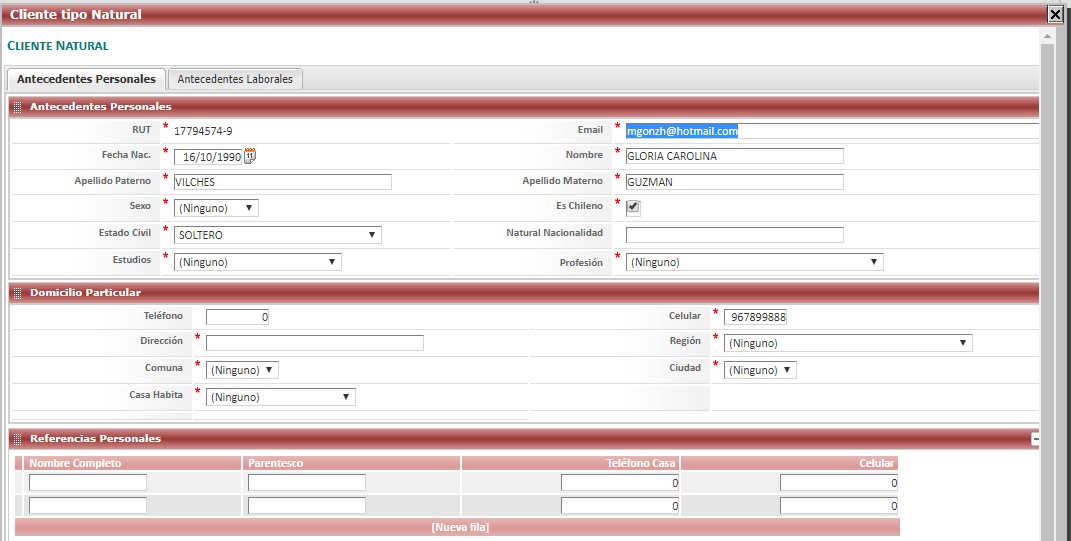 Cliente tipo Natural
CLIENTE NATURAL
Antecedentes Personales Antecedentes Laborales
Antecedentes Personales
RUT * 17794574-9 Email * mgonzh@hotmail.com
Fecha Nac. * 16/10/1990 11 Nombre * GLORIA CAROLINA
Apellido Paterno * VILCHES Apellido Materno * GUZMAN
Sexo * (Ninguno) Es Chileno *
Estado Civil * SOLTERO Natural Nacionalidad
Estudios * (Ninguno) Profesión * (Ninguno)
Domicilio Particular
Teléfono 0 Celular * 967899888
Dirección * Región * (Ninguno)
Comuna * (Ninguno) Ciudad * (Ninguno)
Casa Habita * (Ninguno)
Referencias Personales
Nombre Completo Parentesco Teléfono Casa Celular
0 0
0 0
[Nueva fila]